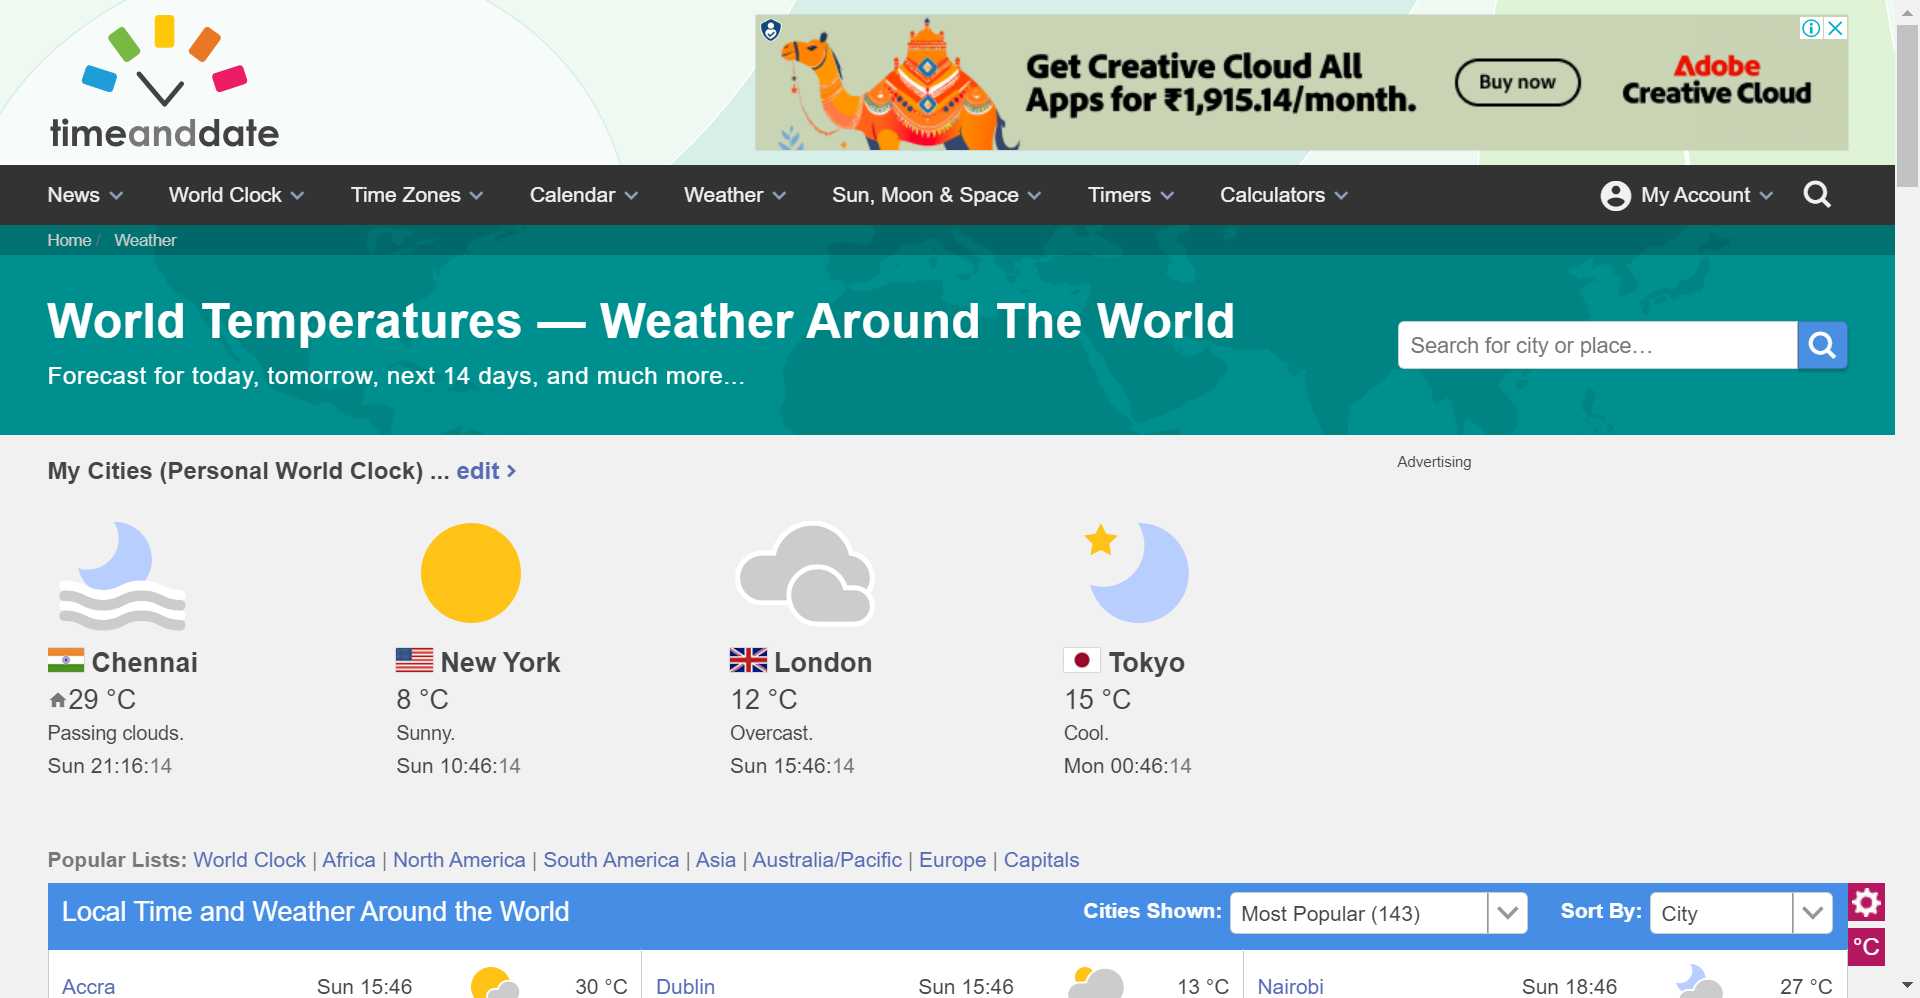 timeanddate
Get Creative Cloud All
Apps for ₹1,915.14/month.
Buy now
Adobe
Creative Cloud
News
World Clock
Time Zones
Calendar
Weather
Sun, Moon & Space
Timers
Calculators
My Account
Home / Weather
World Temperatures — Weather Around The World
Forecast for today, tomorrow, next 14 days, and much more...
Search for city or place...
My Cities (Personal World Clock) ... edit >
Advertising
Chennai
29 °C
Passing clouds.
Sun 21:16:14
New York
8 °C
Sunny.
Sun 10:46:14
London
12 °C
Overcast.
Sun 15:46:14
Tokyo
15 °C
Cool.
Mon 00:46:14
Popular Lists: World Clock | Africa | North America | South America | Asia | Australia/Pacific | Europe | Capitals
Local Time and Weather Around the World
Cities Shown: Most Popular (143)
Sort By: City
°C
Accra Sun 15:46 30 °C
Dublin Sun 15:46 13 °C
Nairobi Sun 18:46 27 °C